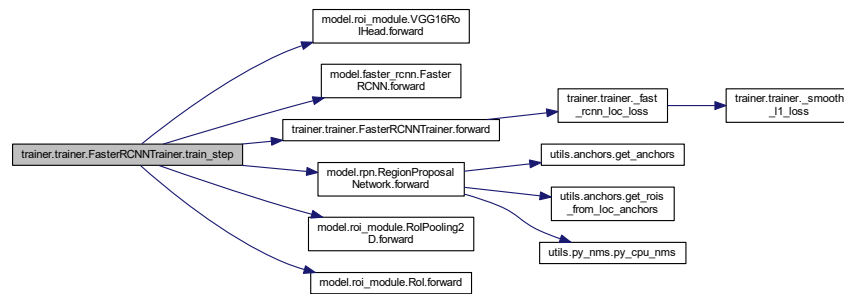 model.roi_module.VGG16Ro
IHead.forward
model.faster_rcnn.Faster
RCNN.forward
trainer.trainer._fast
_rcnn_loc_loss
trainer.trainer._smooth
_l1_loss
trainer.trainer.FasterRCNNTrainer.forward
trainer.trainer.FasterRCNNTrainer.train_step
utils.anchors.get_anchors
model.rpn.RegionProposal
Network.forward
utils.anchors.get_rois
_from_loc_anchors
model.roi_module.RoIPooling2
D.forward
utils.py_nms.py_cpu_nms
model.roi_module.RoI.forward